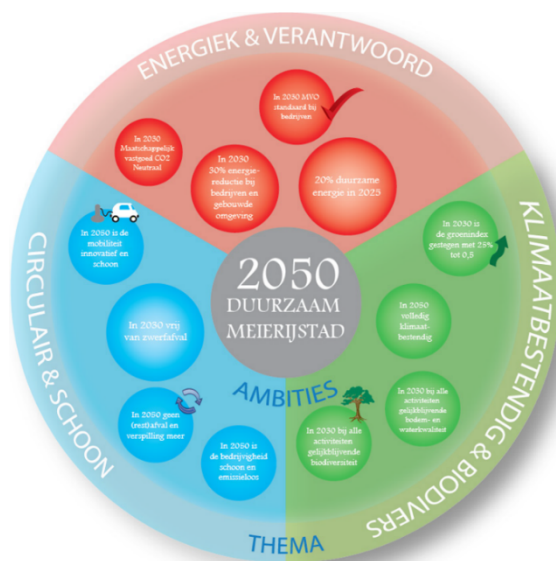 ENERGIEK & VERANTWOORD
In 2030 MVO
standaard bij
bedrijven
In 2030
Maatschappelijk
vastgoed CO2
Neutraal
In 2030
30% energie-
reductie bij
bedrijven en
gebouwde
omgeving
20% duurzame
energie in 2025
KLIMAATBESTENDIG & BIODIVERS
In 2030 is
de groenindex
gestegen met 25%
tot 0,5
In 2050
volledig
klimaat-
bestendig
In 2030 bij alle
activiteiten
gelijkblijvende
bodem- en
waterkwaliteit
In 2030 bij alle
activiteiten
gelijkblijvende
biodiversiteit
CIRCULAIR & SCHOON
In 2050 is de
mobiliteit
innovatief en
schoon
In 2030 vrij
van zwerfafval
In 2050 geen
(rest)afval en
verspilling meer
In 2050 is
de bedrijvigheid
schoon en
emissieloos
2050
DUURZAAM
MEIERIJSTAD
AMBITIES
THEMA